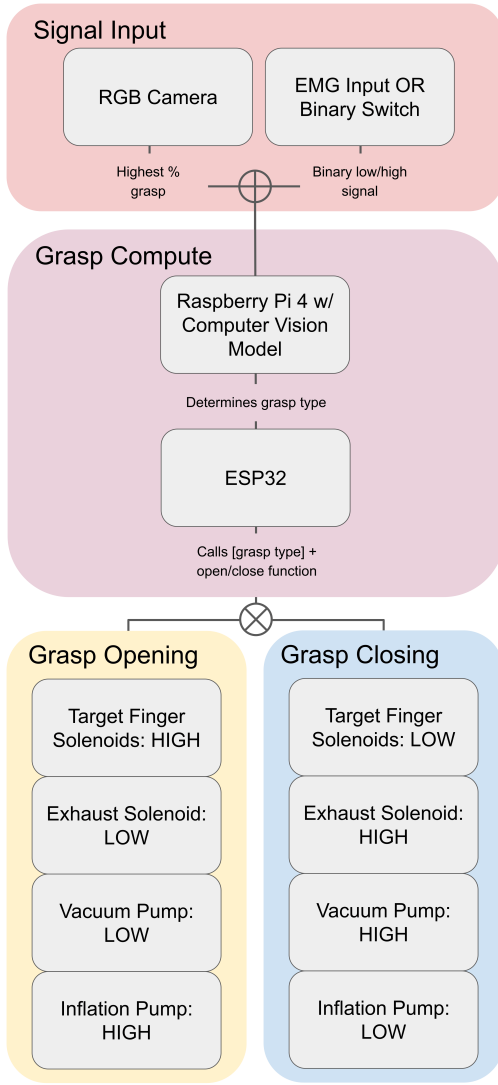 Signal Input
RGB Camera
EMG Input OR
Binary Switch
Highest %
grasp
Binary low/high
signal
Grasp Compute
Raspberry Pi 4 w/
Computer Vision
Model
Determines grasp type
ESP32
Calls [grasp type] +
open/close function
Grasp Opening
Target Finger
Solenoids: HIGH
Exhaust Solenoid:
LOW
Vacuum Pump:
LOW
Inflation Pump:
HIGH
Grasp Closing
Target Finger
Solenoids: LOW
Exhaust Solenoid:
HIGH
Vacuum Pump:
HIGH
Inflation Pump:
LOW